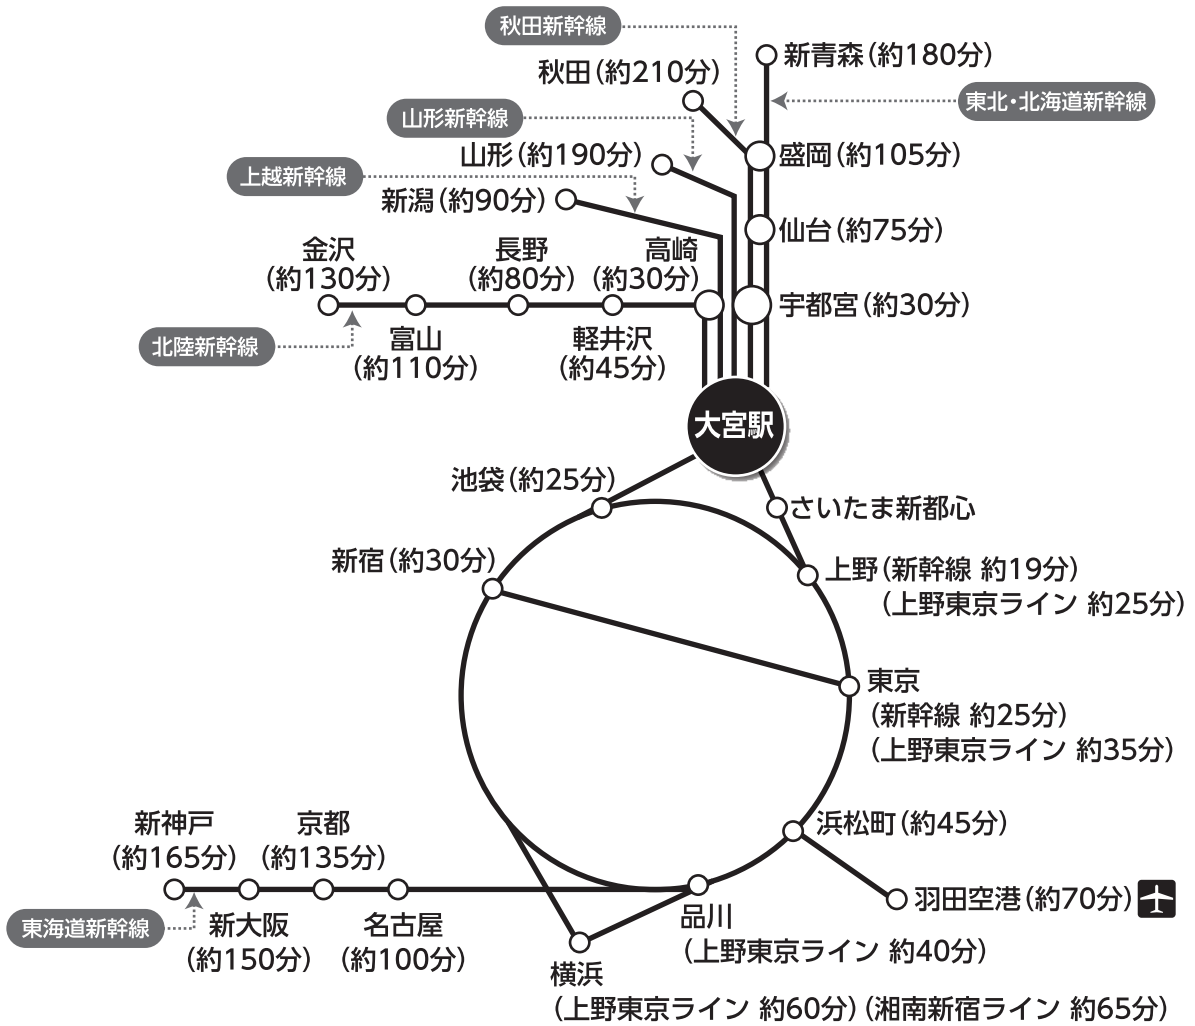 秋田新幹線
秋田（約210分）
新青森（約180分）
東北・北海道新幹線
山形新幹線
山形（約190分）
盛岡（約105分）
上越新幹線
新潟（約90分）
仙台（約75分）
金沢
（約130分）
長野
（約80分）
高崎
（約30分）
宇都宮（約30分）
北陸新幹線
富山
（約110分）
軽井沢
（約45分）
大宮駅
池袋（約25分）
さいたま新都心
新宿（約30分）
上野（新幹線 約19分）
（上野東京ライン 約25分）
東京
（新幹線 約25分）
（上野東京ライン 約35分）
浜松町（約45分）
羽田空港（約70分）
新神戸
（約165分）
京都
（約135分）
東海道新幹線
新大阪
（約150分）
名古屋
（約100分）
品川
（上野東京ライン 約40分）
横浜
（上野東京ライン 約60分）（湘南新宿ライン 約65分）